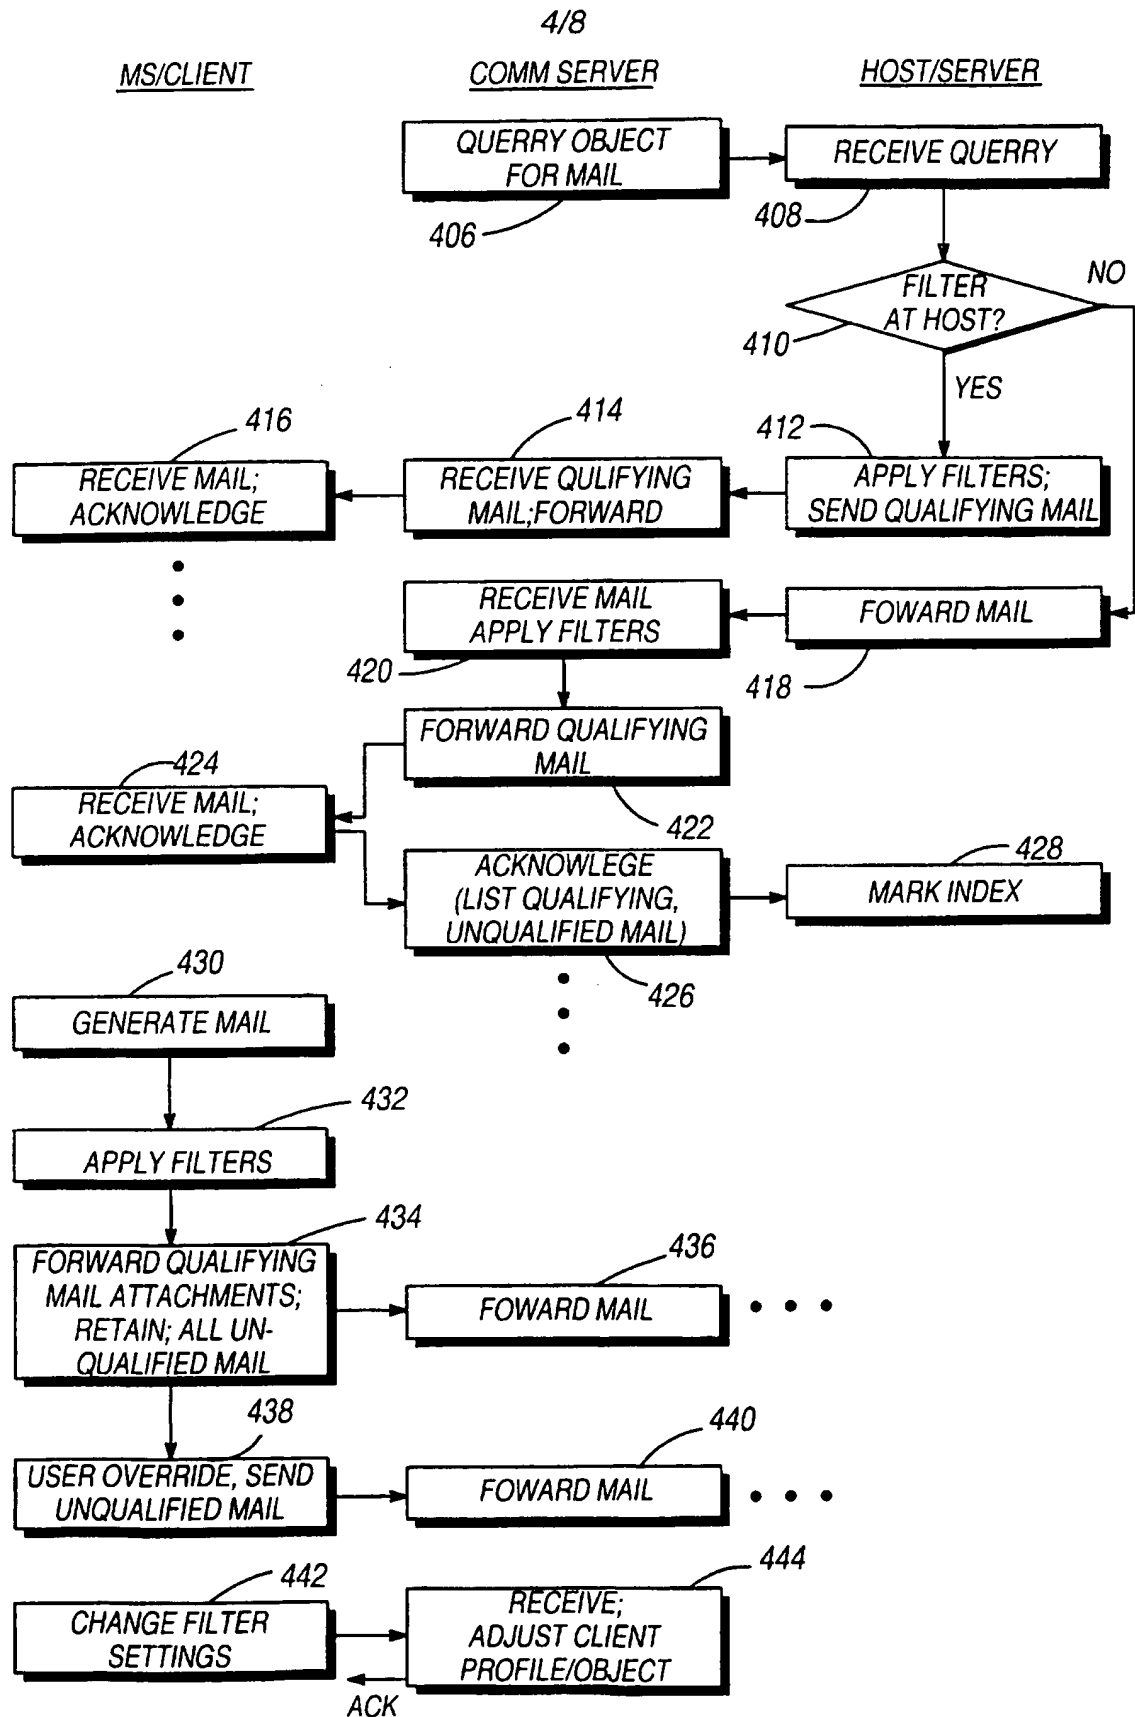 4/8
MS/CLIENT
COMM SERVER
HOST/SERVER
QUERRY OBJECT
FOR MAIL
406
RECEIVE QUERRY
408
FILTER
AT HOST?
410
NO
YES
416
RECEIVE MAIL;
ACKNOWLEDGE
414
RECEIVE QULIFYING
MAIL;FORWARD
412
APPLY FILTERS;
SEND QUALIFYING MAIL
RECEIVE MAIL
APPLY FILTERS
420
FOWARD MAIL
418
FORWARD QUALIFYING
MAIL
422
424
RECEIVE MAIL;
ACKNOWLEDGE
ACKNOWLEGE
(LIST QUALIFYING,
UNQUALIFIED MAIL)
426
428
MARK INDEX
430
GENERATE MAIL
432
APPLY FILTERS
434
FORWARD QUALIFYING
MAIL ATTACHMENTS;
RETAIN; ALL UN-
QUALIFIED MAIL
436
FOWARD MAIL
438
USER OVERRIDE, SEND
UNQUALIFIED MAIL
440
FOWARD MAIL
442
CHANGE FILTER
SETTINGS
444
RECEIVE;
ADJUST CLIENT
PROFILE/OBJECT
ACK